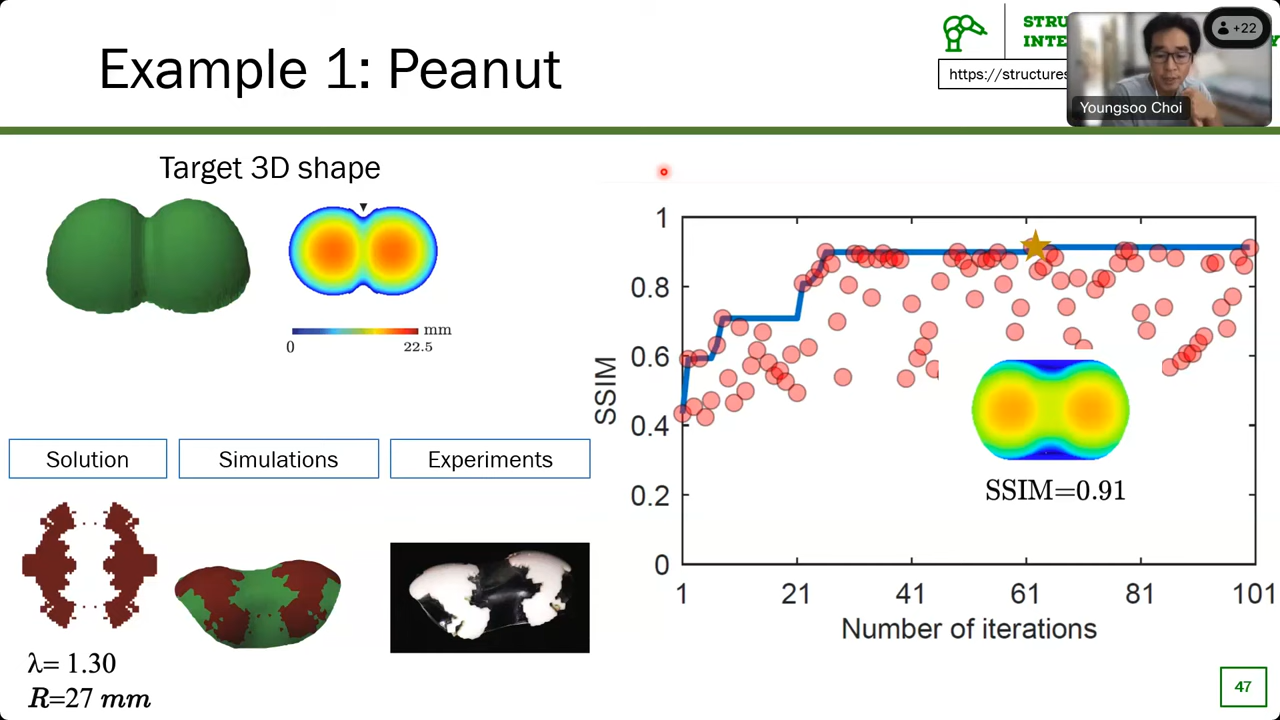 Example 1: Peanut
STRU
INTE
https://structures
+22
Youngsoo Choi
Target 3D shape
mm
0
22.5
Solution
Simulations
Experiments
λ= 1.30
R=27 mm
1
0.8
0.6
0.4
0.2
0
SSIM
SSIM=0.91
1
21
41
61
81
101
Number of iterations
47